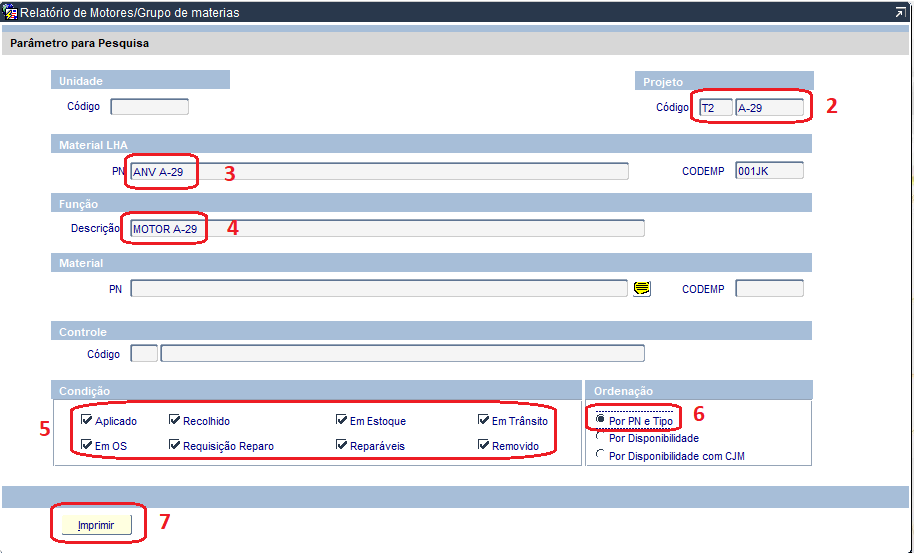 Relatório de Motores/Grupo de materias
Parâmetro para Pesquisa
Unidade
Projeto
Código
Código T2 A-29 2
Material LHA
PN ANV A-29 3 CODEMP 001JK
Função
Descrição MOTOR A-29 4
Material
PN CODEMP
Controle
Código
Condição
Ordenação
5
Aplicado Recolhido Em Estoque Em Trânsito
Em OS Requisição Reparo Reparáveis Removido
Por PN e Tipo 6
Por Disponibilidade
Por Disponibilidade com CJM
Imprimir 7